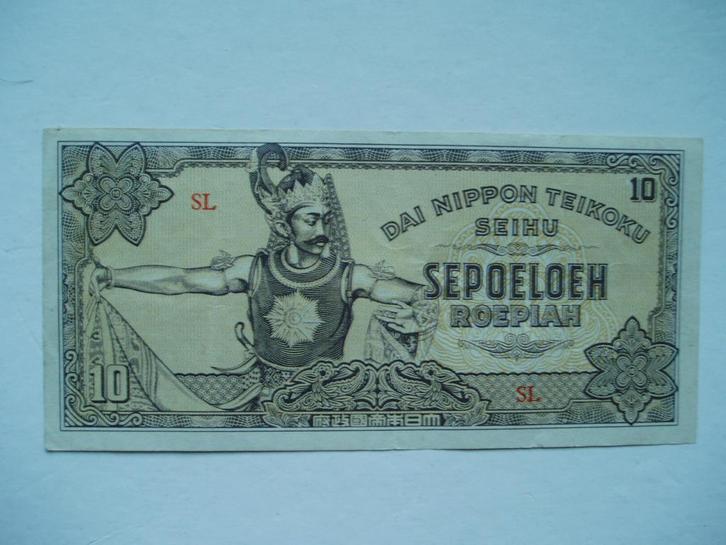 10
SL
DAI NIPPON TEIKOKU
SEIHU
SEPOELOEH
ROEPIAH
10
SL
府政國帝本日大